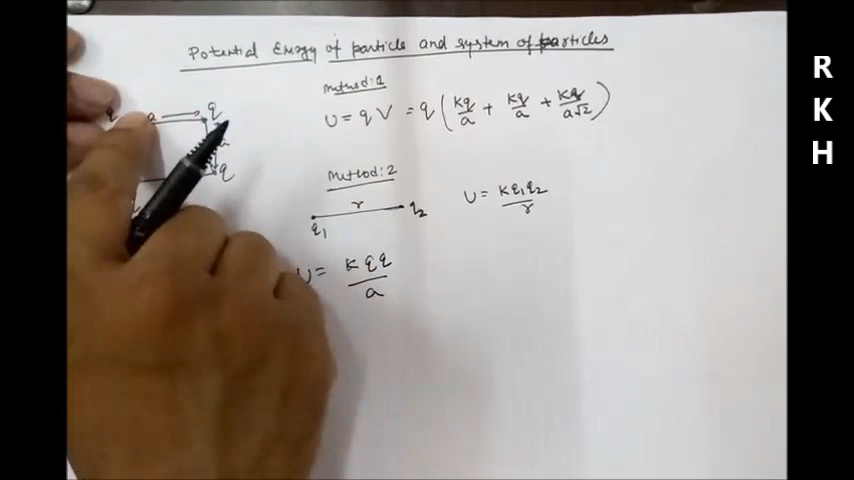 Potential Energy of particle and system of particles
Method:1
U = qV = q (Kq/a + Kq/a + Kq/a√2)
q a q
a
q
Method:2
r
q1 q2
U = Kq1q2/r
U = Kqq/a
R
K
H